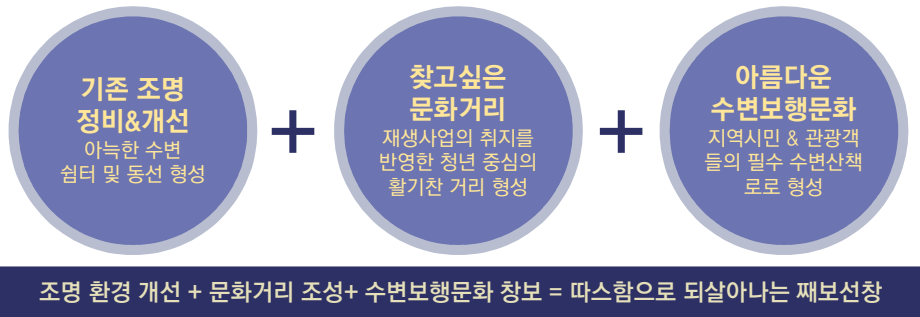 기존 조명
정비&개선
아늑한 수변
쉼터 및 동선 형성
+
찾고싶은
문화거리
재생사업의 취지를
반영한 청년 중심의
활기찬 거리 형성
+
아름다운
수변보행문화
지역시민 & 관광객
들의 필수 수변산책
로로 형성
조명 환경 개선 + 문화거리 조성+ 수변보행문화 창보 = 따스함으로 되살아나는 째보선창